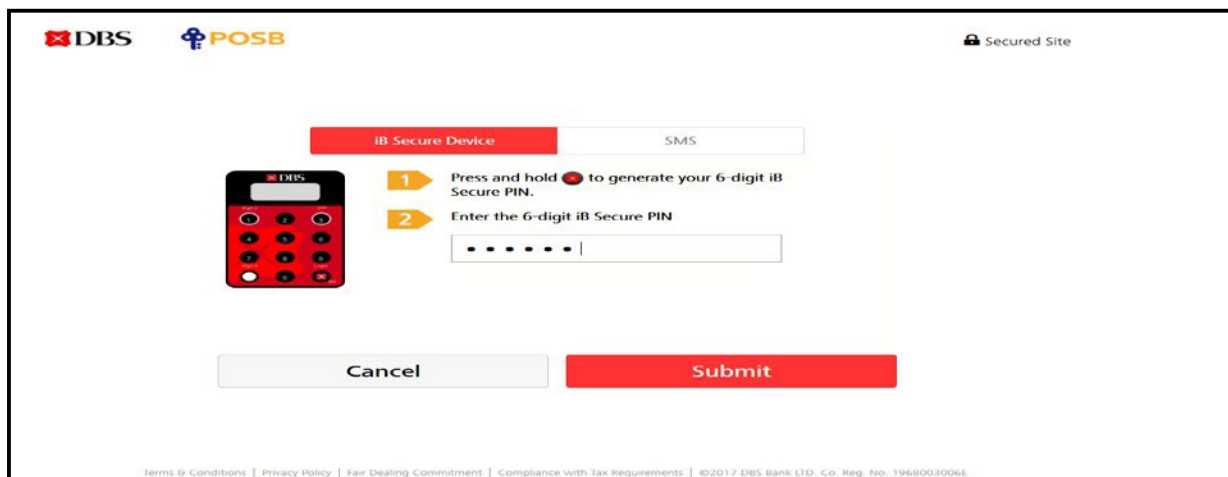 DBS
POSB
Secured Site
iB Secure Device
SMS
DBS
1
Press and hold to generate your 6-digit iB
Secure PIN.
2
Enter the 6-digit iB Secure PIN
Cancel
Submit
Terms & Conditions | Privacy Policy | Fair Dealing Commitment | Compliance with Tax Requirements | ©2017 DBS Bank LTD. Co. Reg. No. 196800306E